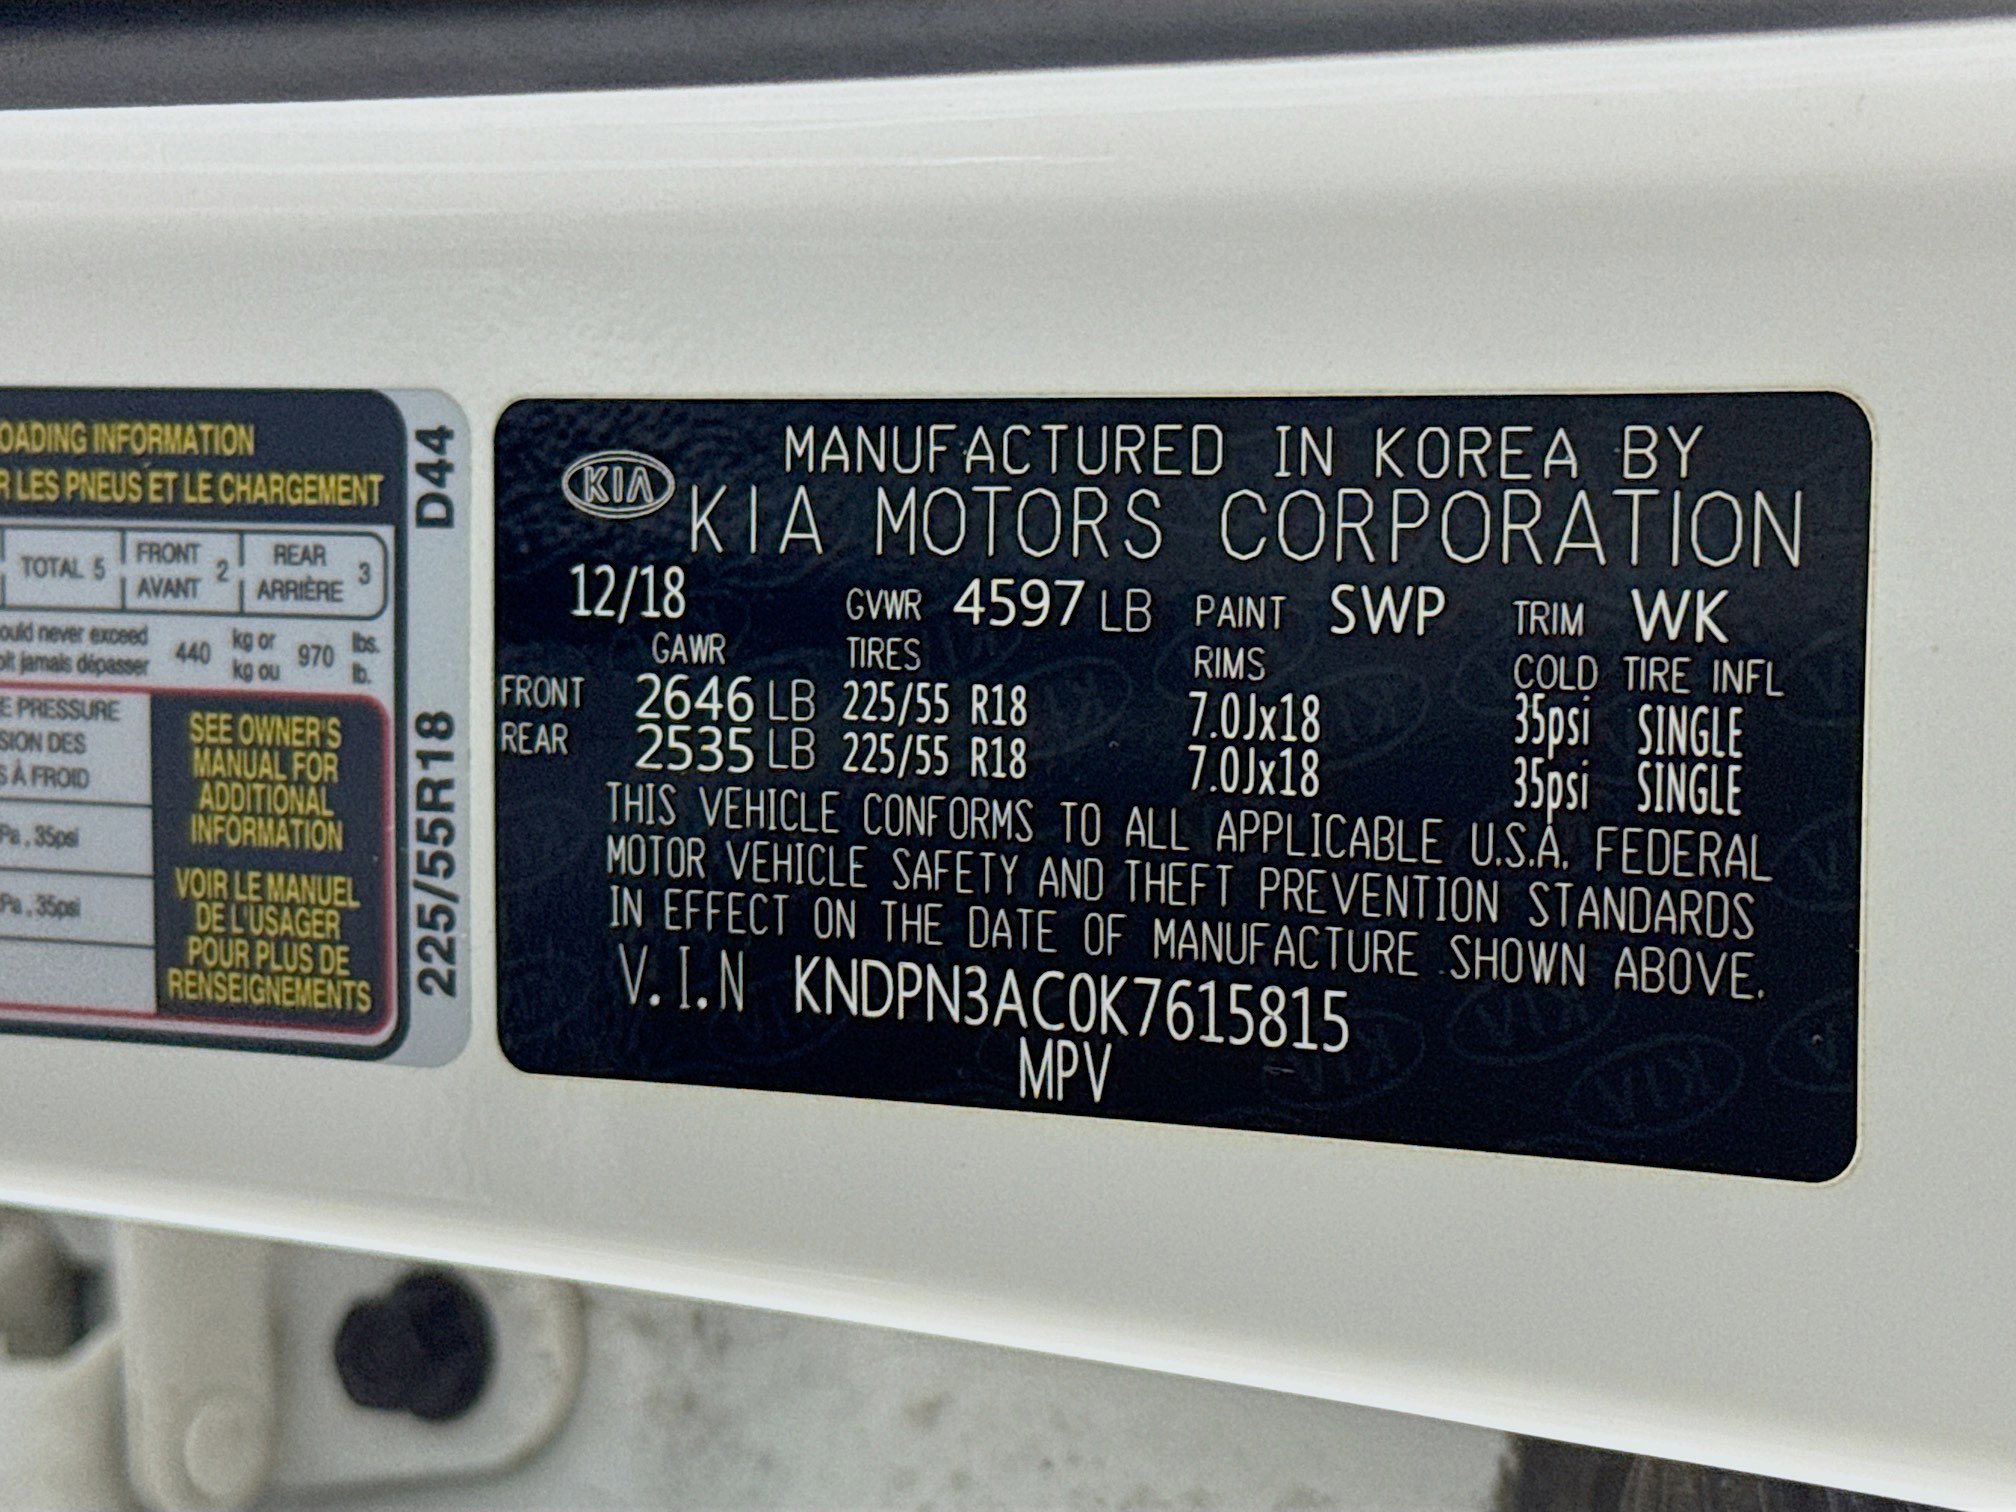 OADING INFORMATION
R LES PNEUS ET LE CHARGEMENT
TOTAL 5
FRONT
AVANT
2
REAR
ARRIÈRE
3
ould never exceed
oit jamais dépasser
440
kg or
kg ou
970
lbs.
lb.
E PRESSURE
SION DES
S À FROID
Pa , 35psi
Pa , 35psi
SEE OWNER'S
MANUAL FOR
ADDITIONAL
INFORMATION
VOIR LE MANUEL
DE L'USAGER
POUR PLUS DE
RENSEIGNEMENTS
D44
225/55R18
KIA
MANUFACTURED IN KOREA BY
KIA MOTORS CORPORATION
12/18 GVWR 4597 LB PAINT SWP TRIM WK
GAWR TIRES RIMS COLD TIRE INFL
FRONT 2646 LB 225/55 R18 7.0Jx18 35psi SINGLE
REAR 2535 LB 225/55 R18 7.0Jx18 35psi SINGLE
THIS VEHICLE CONFORMS TO ALL APPLICABLE U.S.A. FEDERAL
MOTOR VEHICLE SAFETY AND THEFT PREVENTION STANDARDS
IN EFFECT ON THE DATE OF MANUFACTURE SHOWN ABOVE.
V.I.N KNDPN3AC0K7615815
MPV